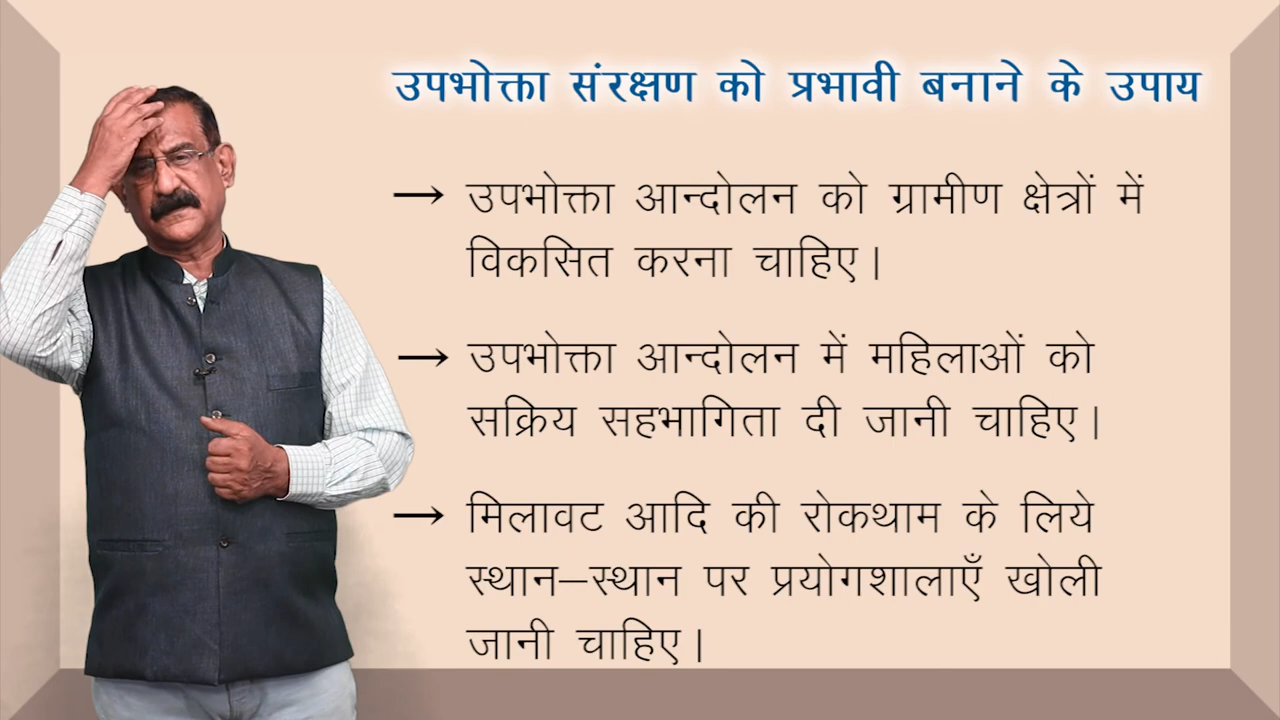 उपभोक्ता संरक्षण को प्रभावी बनाने के उपाय
→ उपभोक्ता आन्दोलन को ग्रामीण क्षेत्रों में
विकसित करना चाहिए।
→ उपभोक्ता आन्दोलन में महिलाओं को
सक्रिय सहभागिता दी जानी चाहिए।
→ मिलावट आदि की रोकथाम के लिये
स्थान–स्थान पर प्रयोगशालाएँ खोली
जानी चाहिए।